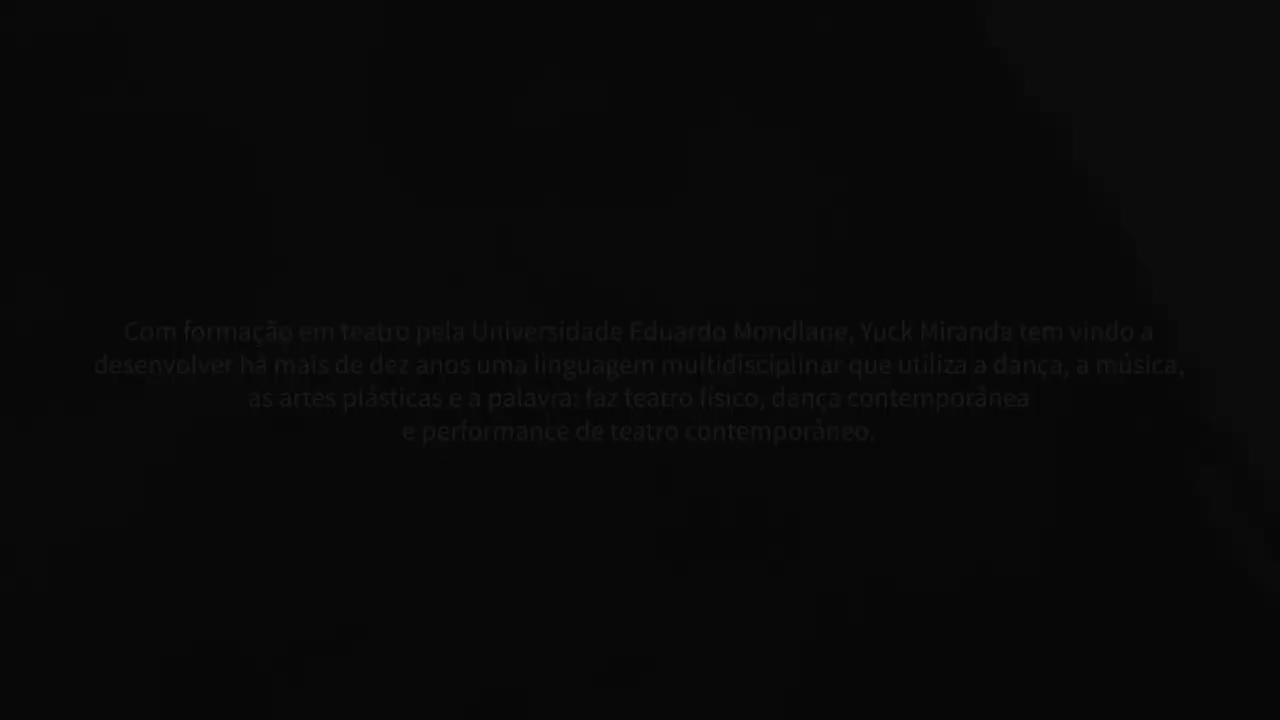 Com formação em teatro pela Universidade Eduardo Mondlane, Yuck Miranda tem vindo a
desenvolver há mais de dez anos uma linguagem multidisciplinar que utiliza a dança, a música,
as artes plásticas e a palavra: faz teatro físico, dança contemporânea
e performance de teatro contemporâneo.